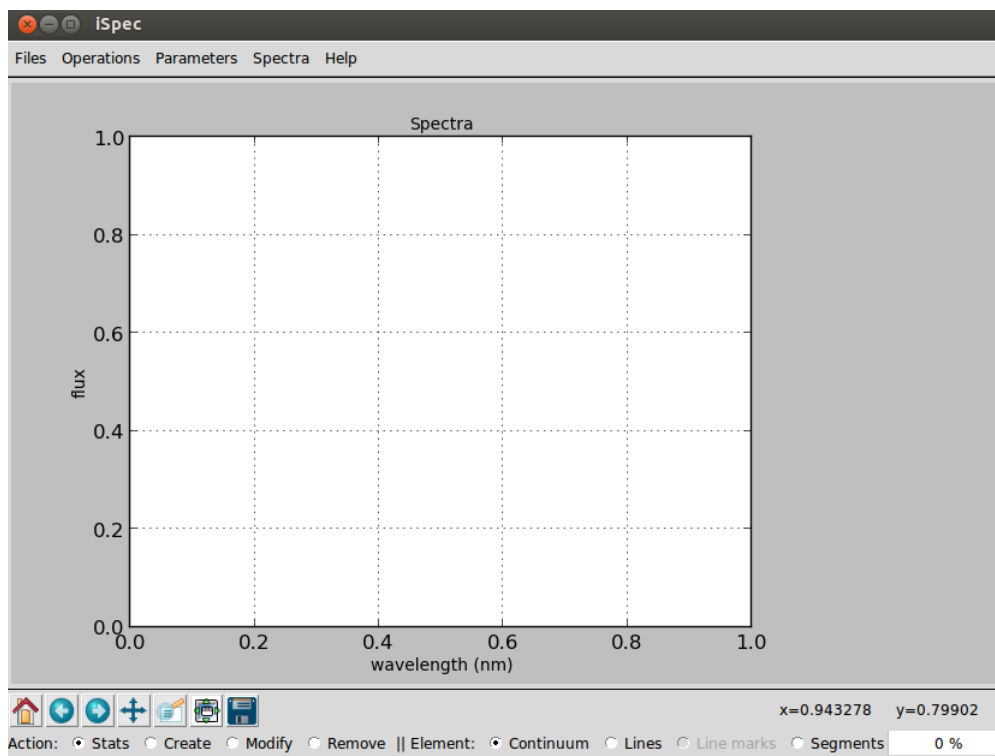 iSpec
Files Operations Parameters Spectra Help
Spectra
1.0
0.8
0.6
0.4
0.2
0.0
flux
0.0 0.2 0.4 0.6 0.8 1.0
wavelength (nm)
x=0.943278 y=0.79902
Action: Stats Create Modify Remove || Element: Continuum Lines Line marks Segments 0 %